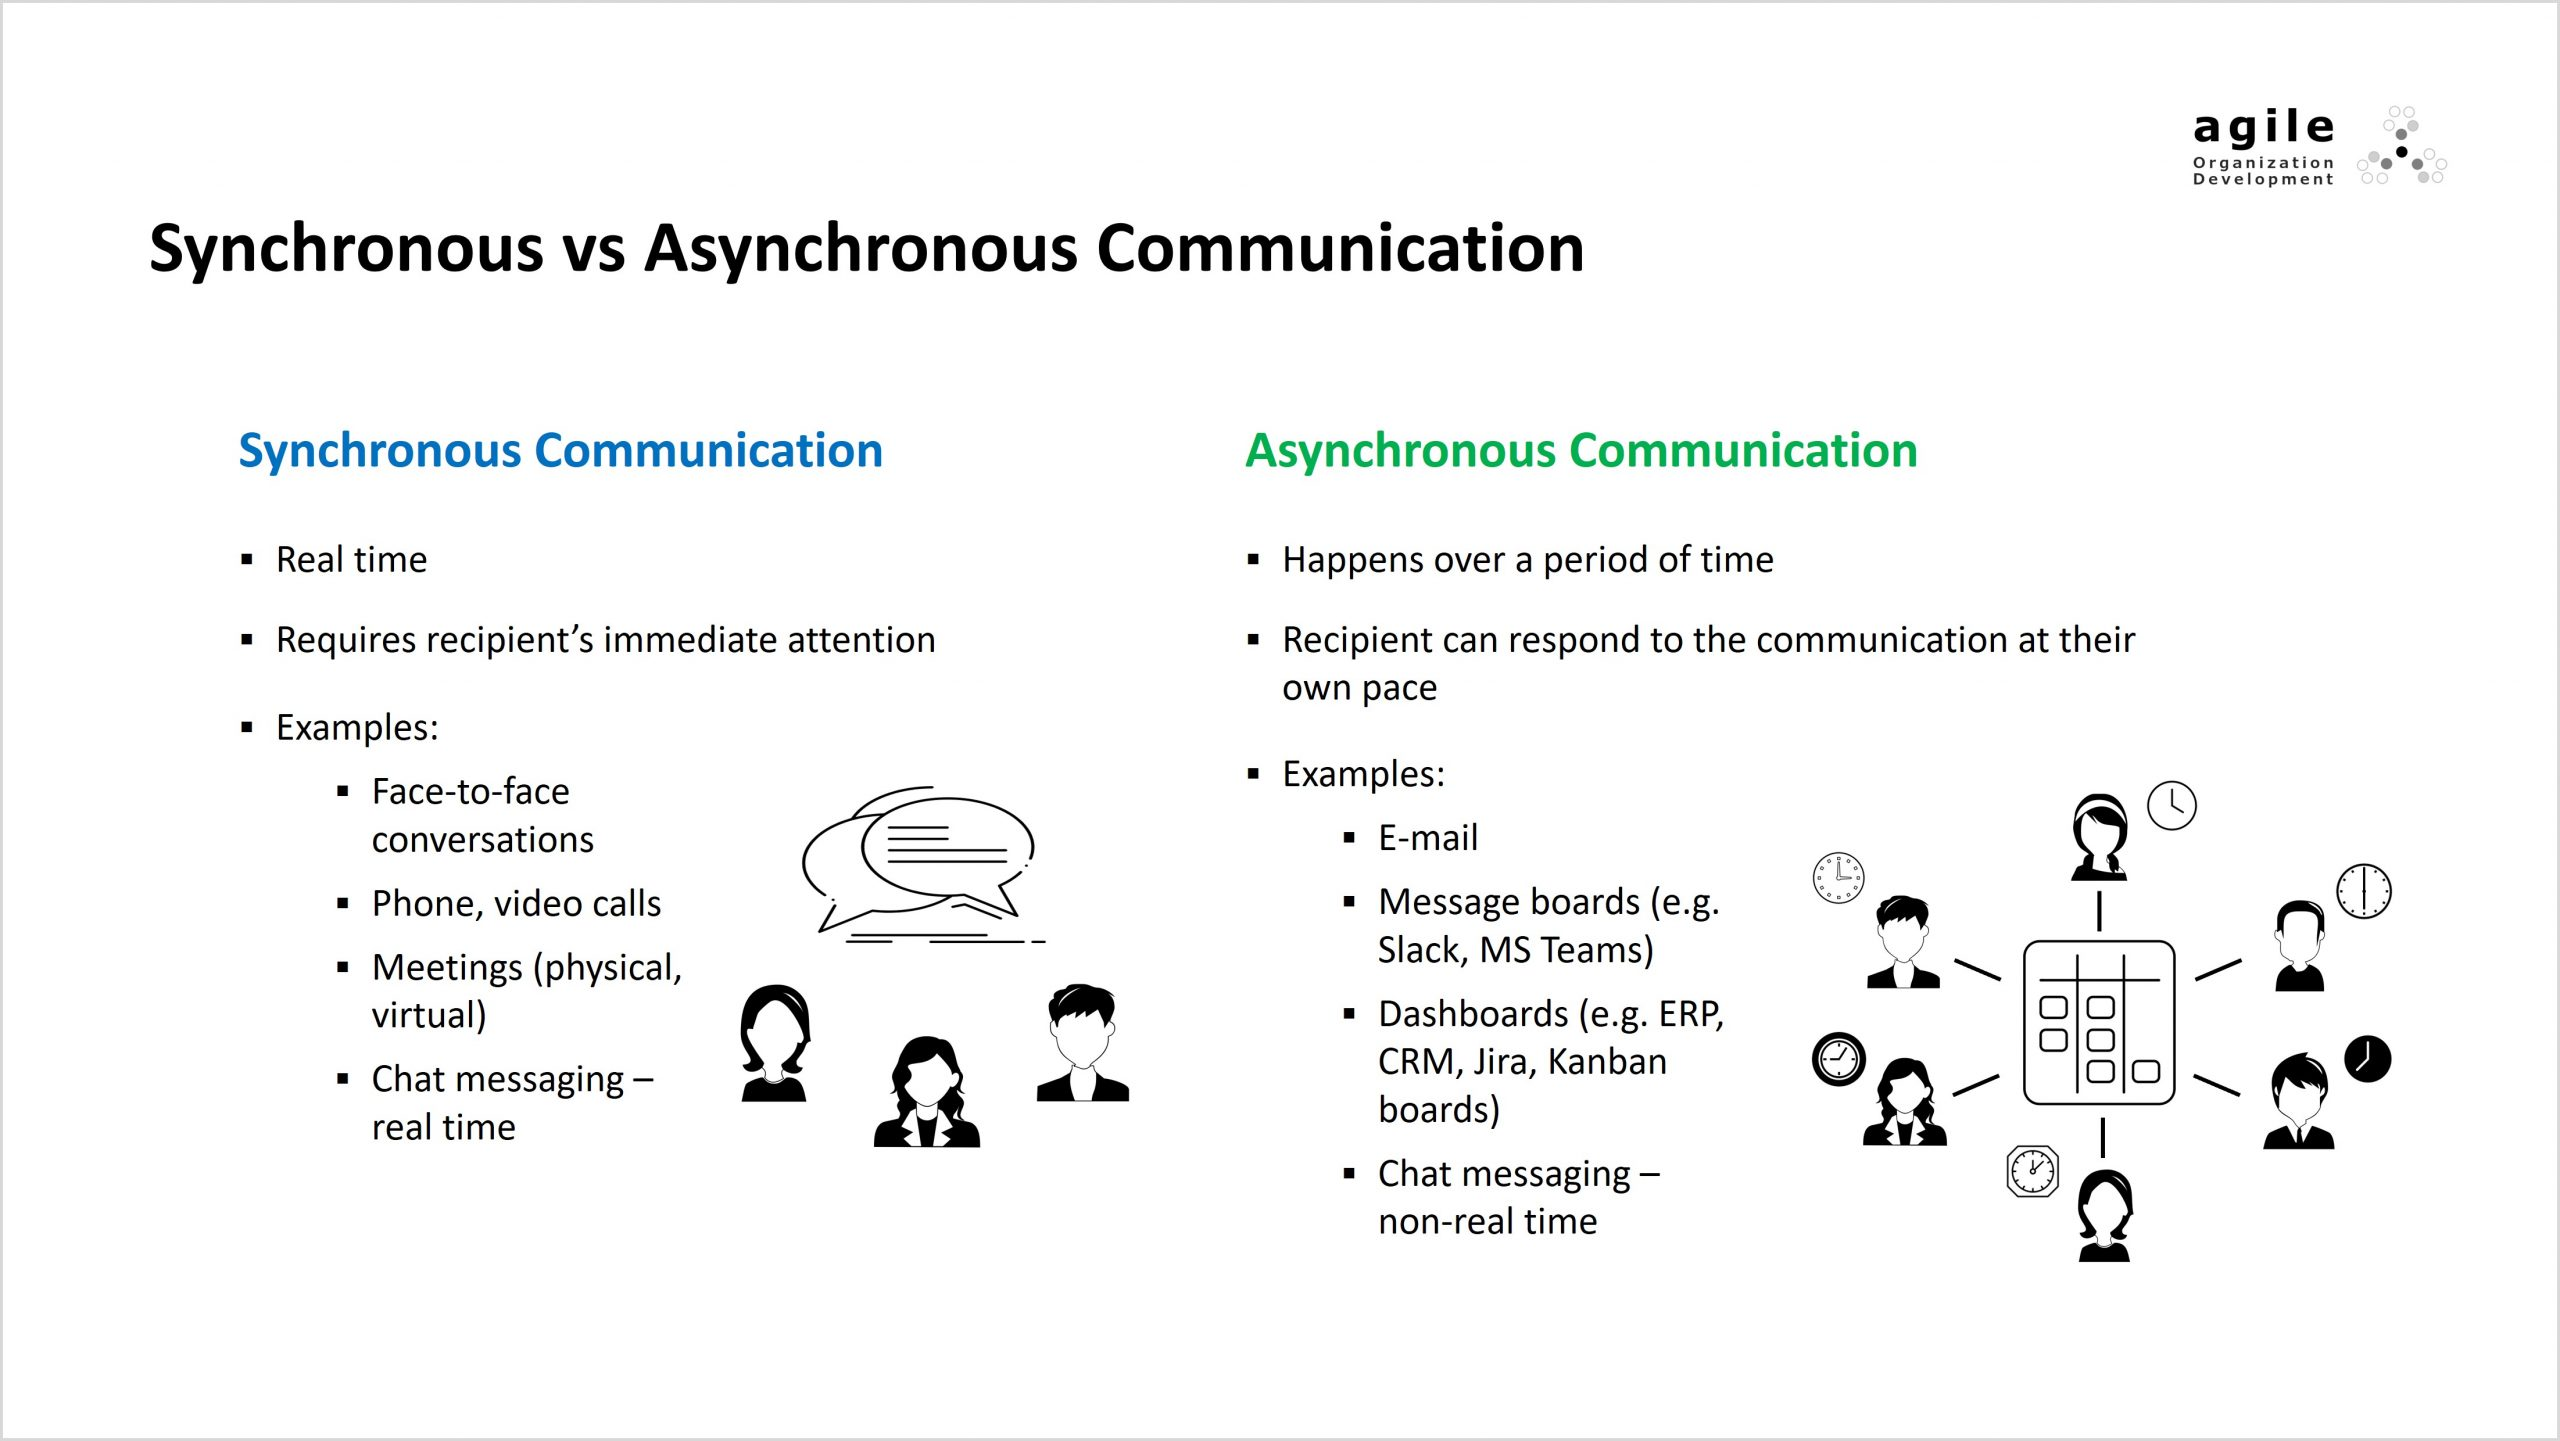 agile
Organization
Development
Synchronous vs Asynchronous Communication
Synchronous Communication
▪ Real time
▪ Requires recipient’s immediate attention
▪ Examples:
▪ Face-to-face
conversations
▪ Phone, video calls
▪ Meetings (physical,
virtual)
▪ Chat messaging –
real time
Asynchronous Communication
▪ Happens over a period of time
▪ Recipient can respond to the communication at their
own pace
▪ Examples:
▪ E-mail
▪ Message boards (e.g.
Slack, MS Teams)
▪ Dashboards (e.g. ERP,
CRM, Jira, Kanban
boards)
▪ Chat messaging –
non-real time